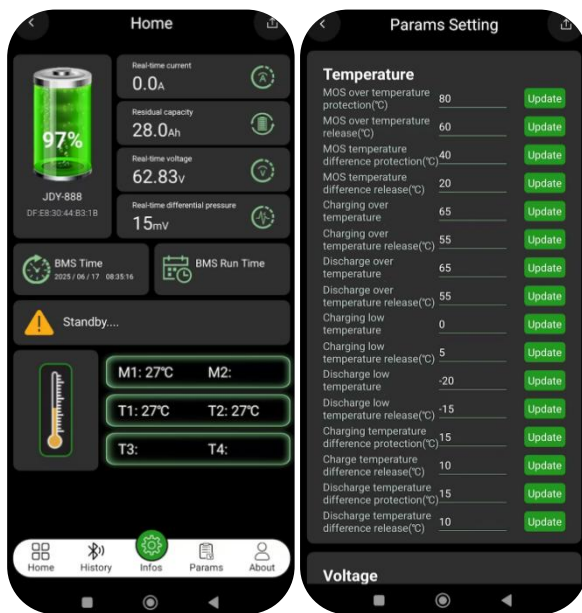 Home
Real-time current
0.0A
97%
Residual capacity
28.0Ah
Real-time voltage
62.83v
JDY-888
DF:E8:30:44:B3:1B
Real-time differential pressure
15mV
BMS Time
2025 / 06 / 17 08:35:16
BMS Run Time
Standby....
M1: 27℃ M2:
T1: 27℃ T2: 27℃
T3: T4:
Home History Infos Params About
Params Setting
Temperature
MOS over temperature
protection(℃) 80 Update
MOS over temperature
release(℃) 60 Update
MOS temperature
difference protection(℃) 40 Update
MOS temperature
difference release(℃) 20 Update
Charging over
temperature 65 Update
Charging over
temperature release(℃) 55 Update
Discharge over
temperature 65 Update
Discharge over
temperature release(℃) 55 Update
Charging low
temperature 0 Update
Charging low
temperature release(℃) 5 Update
Discharge low
temperature -20 Update
Discharge low
temperature release(℃) -15 Update
Charging temperature
difference protection(℃) 15 Update
Charge temperature
difference release(℃) 10 Update
Discharge temperature
difference protection(℃) 15 Update
Discharge temperature
difference release(℃) 10 Update
Voltage